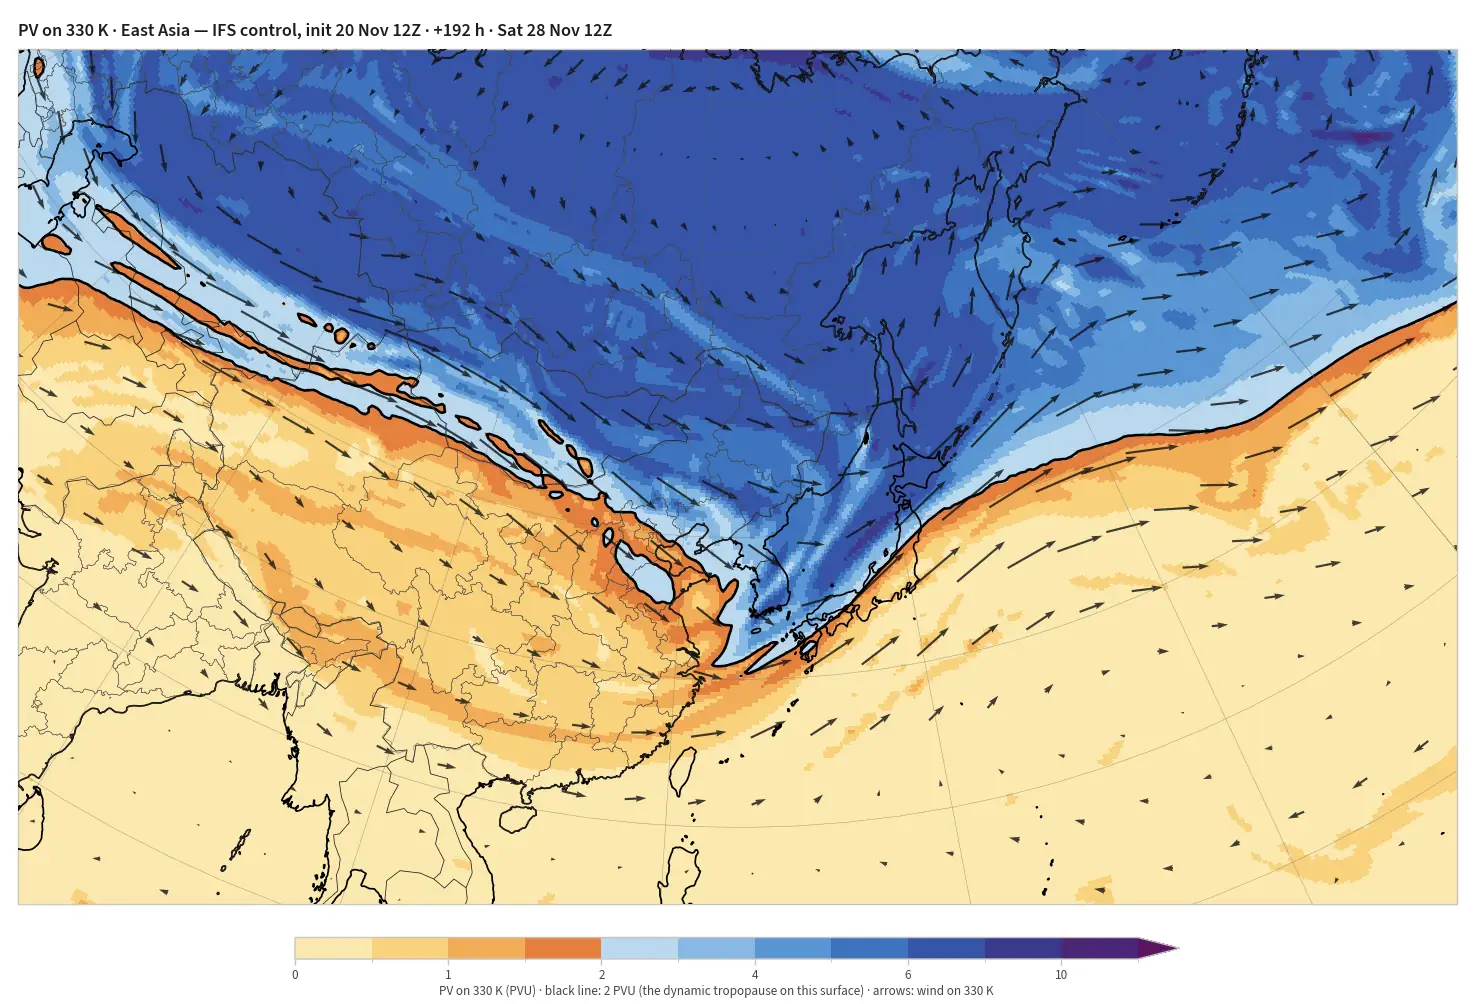 PV on 330 K · East Asia — IFS control, init 20 Nov 12Z · +192 h · Sat 28 Nov 12Z
0 1 2 4 6 10
PV on 330 K (PVU) · black line: 2 PVU (the dynamic tropopause on this surface) · arrows: wind on 330 K